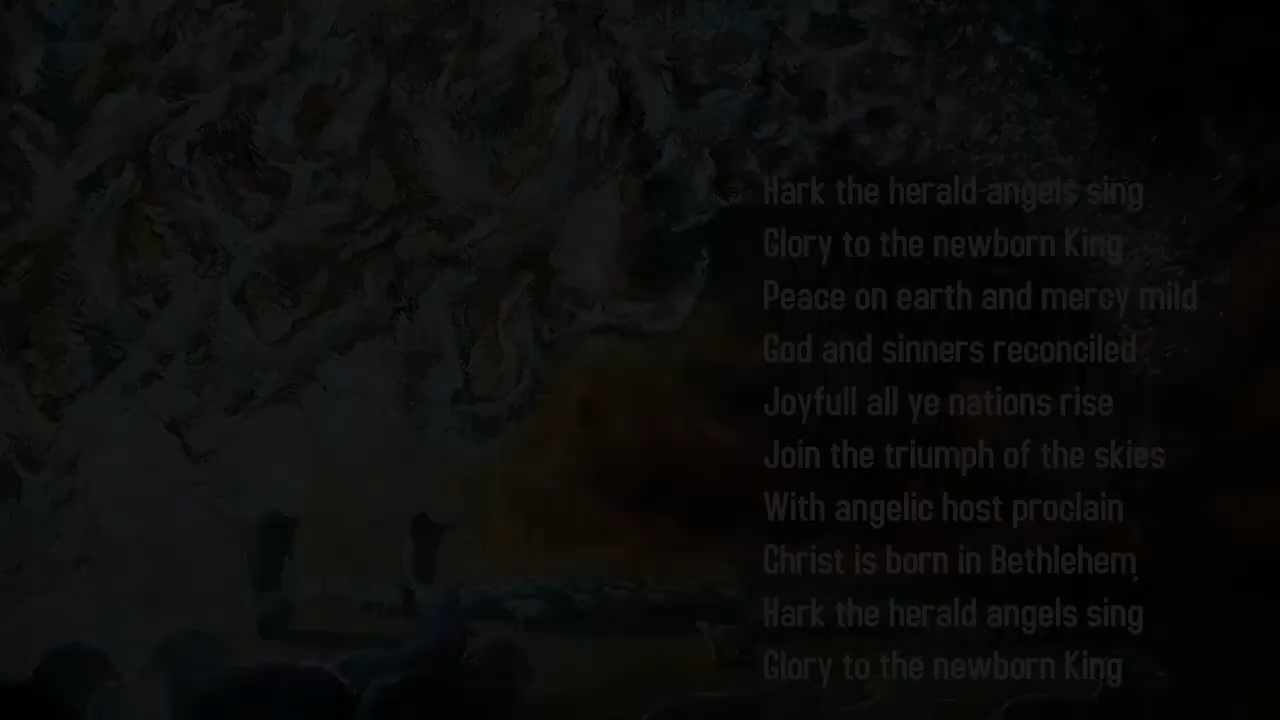 Hark the herald angels sing
Glory to the newborn King
Peace on earth and mercy mild
God and sinners reconciled
Joyfull all ye nations rise
Join the triumph of the skies
With angelic host proclain
Christ is born in Bethlehem
Hark the herald angels sing
Glory to the newborn King